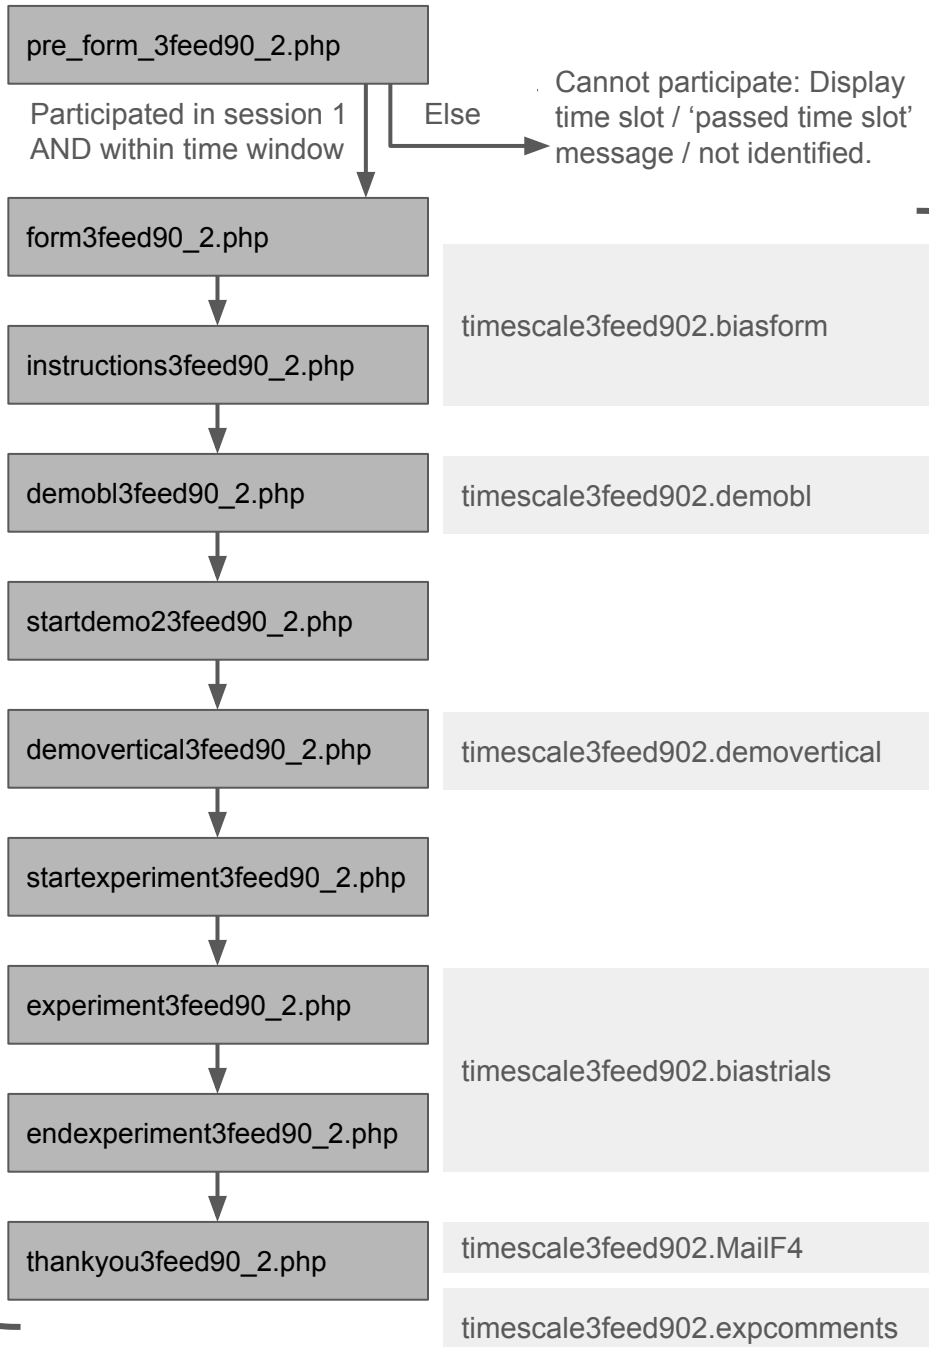 pre_form_3feed90_2.php
Participated in session 1
AND within time window
Else
Cannot participate: Display
time slot / ‘passed time slot’
message / not identified.
form3feed90_2.php
timescale3feed902.biasform
instructions3feed90_2.php
demobl3feed90_2.php
timescale3feed902.demobl
startdemo23feed90_2.php
demovertical3feed90_2.php
timescale3feed902.demovertical
startexperiment3feed90_2.php
experiment3feed90_2.php
timescale3feed902.biastrials
endexperiment3feed90_2.php
thankyou3feed90_2.php
timescale3feed902.MailF4
timescale3feed902.expcomments